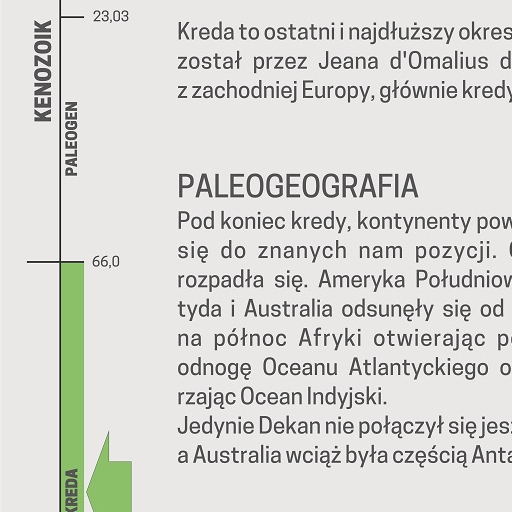 23,03
KENOZOIK
PALEOGEN
66,0
KREDA
Kreda to ostatni i najdłuższy okres
został przez Jeana d'Omalius d
z zachodniej Europy, głównie kredy
PALEOGEOGRAFIA
Pod koniec kredy, kontynenty pow
się do znanych nam pozycji.
rozpadła się. Ameryka Południow
tyda i Australia odsunęły się od
na północ Afryki otwierając p
odnogę Oceanu Atlantyckiego o
rzając Ocean Indyjski.
Jedynie Dekan nie połączył się jesz
a Australia wciąż była częścią Anta